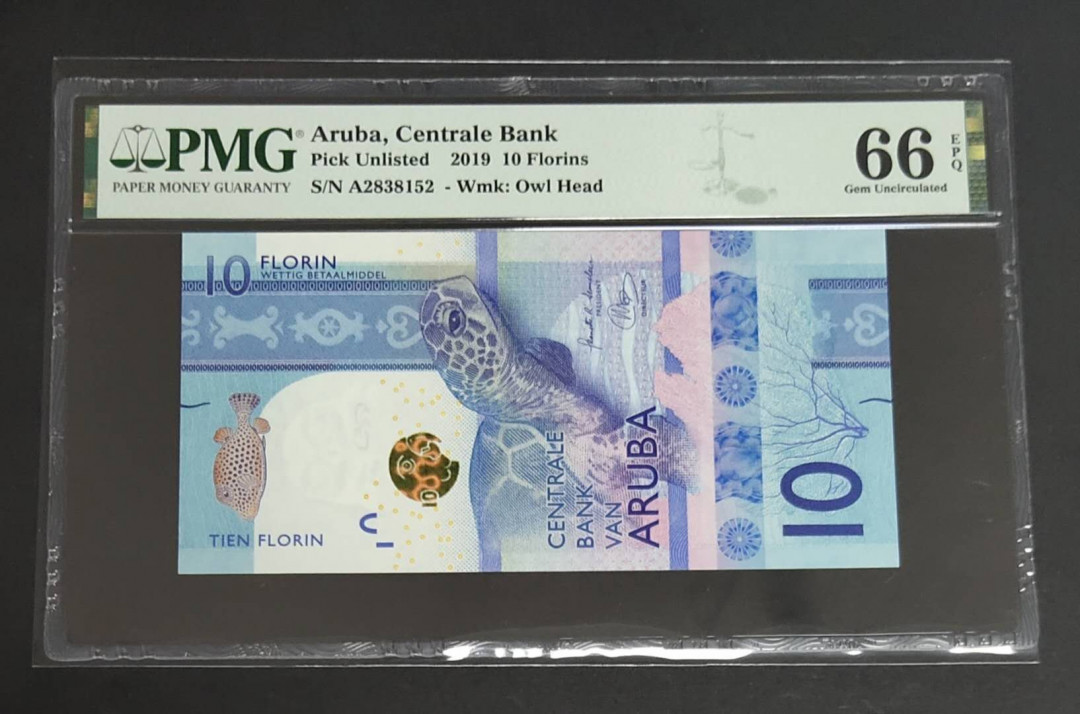 PMG®
PAPER MONEY GUARANTY
Aruba, Centrale Bank
Pick Unlisted 2019 10 Florins
S/N A2838152 - Wmk: Owl Head
66
EPQ
Gem Uncirculated
10 FLORIN
WETTIG BETAALMIDDEL
PRESIDENT
DIRECTEUR
10
TIEN FLORIN
CENTRALE
BANK
VAN
ARUBA
10